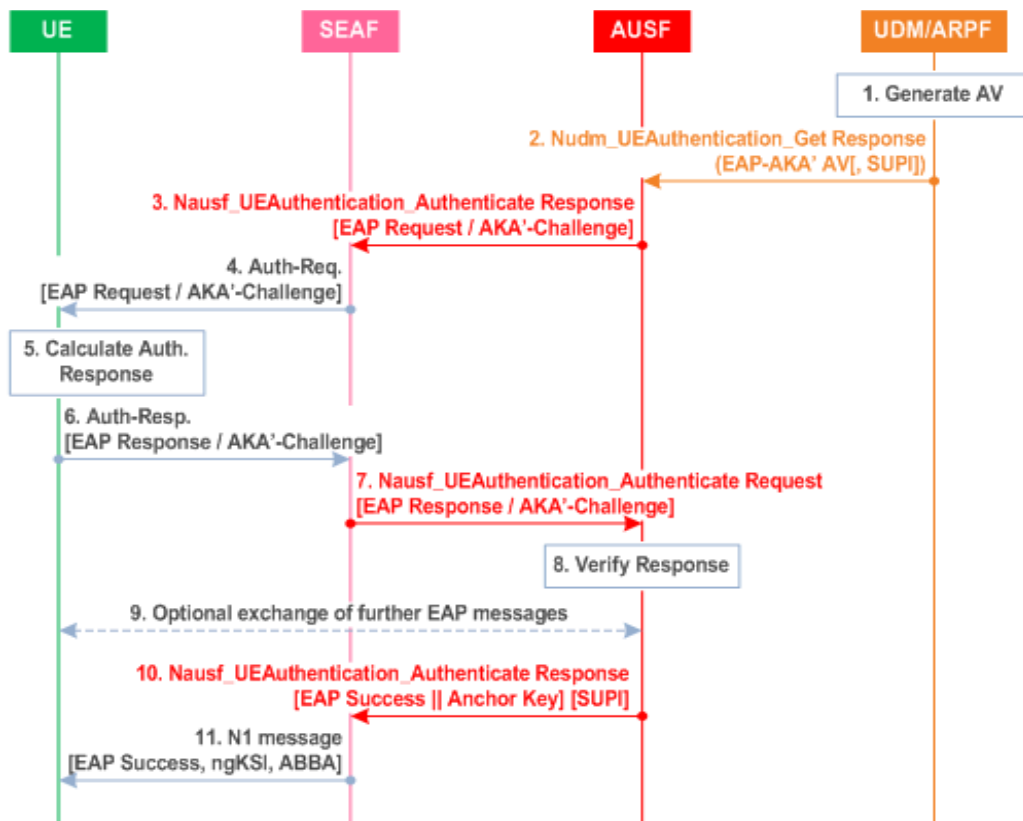 UE
SEAF
AUSF
UDM/ARPF
1. Generate AV
2. Nudm_UEAuthentication_Get Response
(EAP-AKA' AV[, SUPI])
3. Nausf_UEAuthentication_Authenticate Response
[EAP Request / AKA'-Challenge]
4. Auth-Req.
[EAP Request / AKA'-Challenge]
5. Calculate Auth.
Response
6. Auth-Resp.
[EAP Response / AKA'-Challenge]
7. Nausf_UEAuthentication_Authenticate Request
[EAP Response / AKA'-Challenge]
8. Verify Response
9. Optional exchange of further EAP messages
10. Nausf_UEAuthentication_Authenticate Response
[EAP Success || Anchor Key] [SUPI]
11. N1 message
[EAP Success, ngKSI, ABBA]